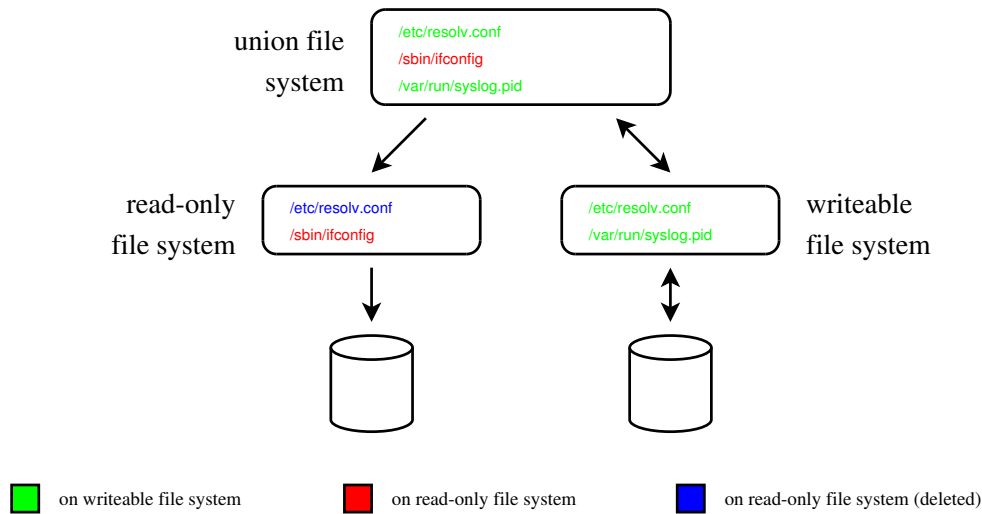 union file
system
/etc/resolv.conf
/sbin/ifconfig
/var/run/syslog.pid
read-only
file system
/etc/resolv.conf
/sbin/ifconfig
/etc/resolv.conf
/var/run/syslog.pid
writeable
file system
on writeable file system
on read-only file system
on read-only file system (deleted)